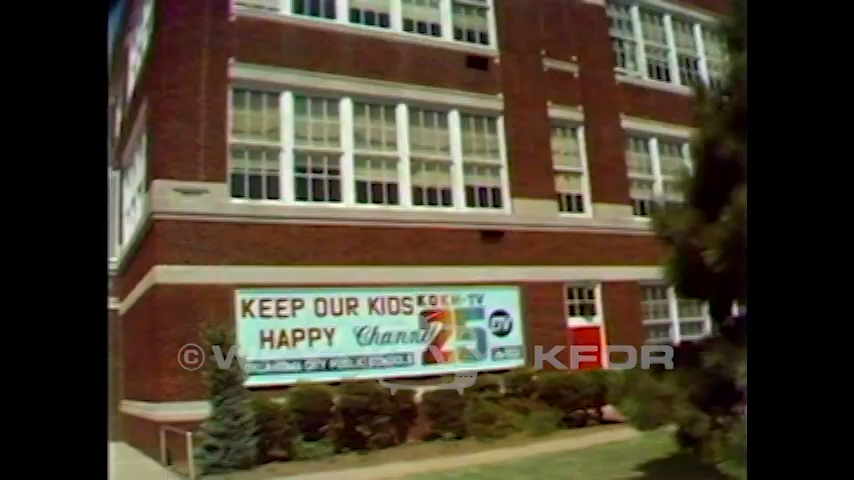 KEEP OUR KIDS KOKH-TV
HAPPY Channel 25
OKLAHOMA CITY PUBLIC SCHOOLS
© W KFOR